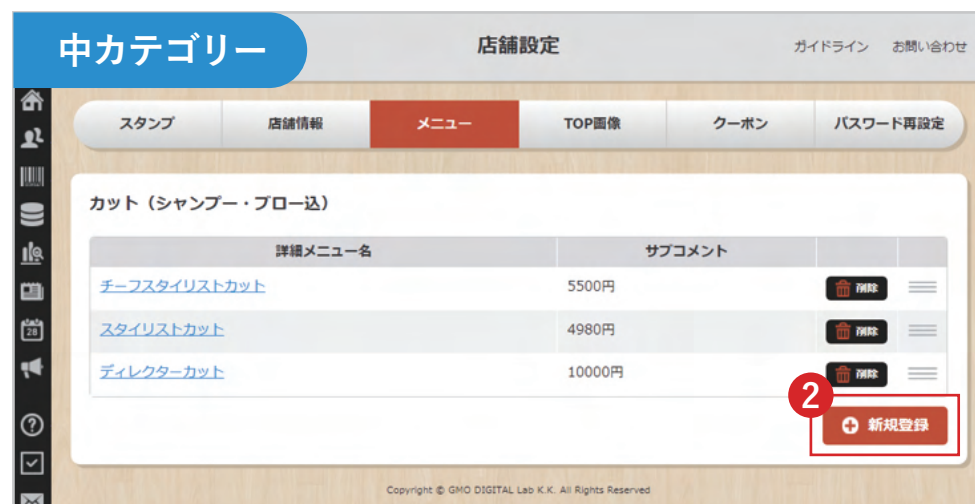 中カテゴリー
店舗設定
ガイドライン お問い合わせ
スタンプ 店舗情報 メニュー TOP画像 クーポン パスワード再設定
カット（シャンプー・ブロー込）
詳細メニュー名 サブコメント
チーフスタイリストカット 5500円 削除
スタイリストカット 4980円 削除
ディレクターカット 10000円 削除
2
新規登録
28
Copyright © GMO DIGITAL Lab K.K. All Rights Reserved